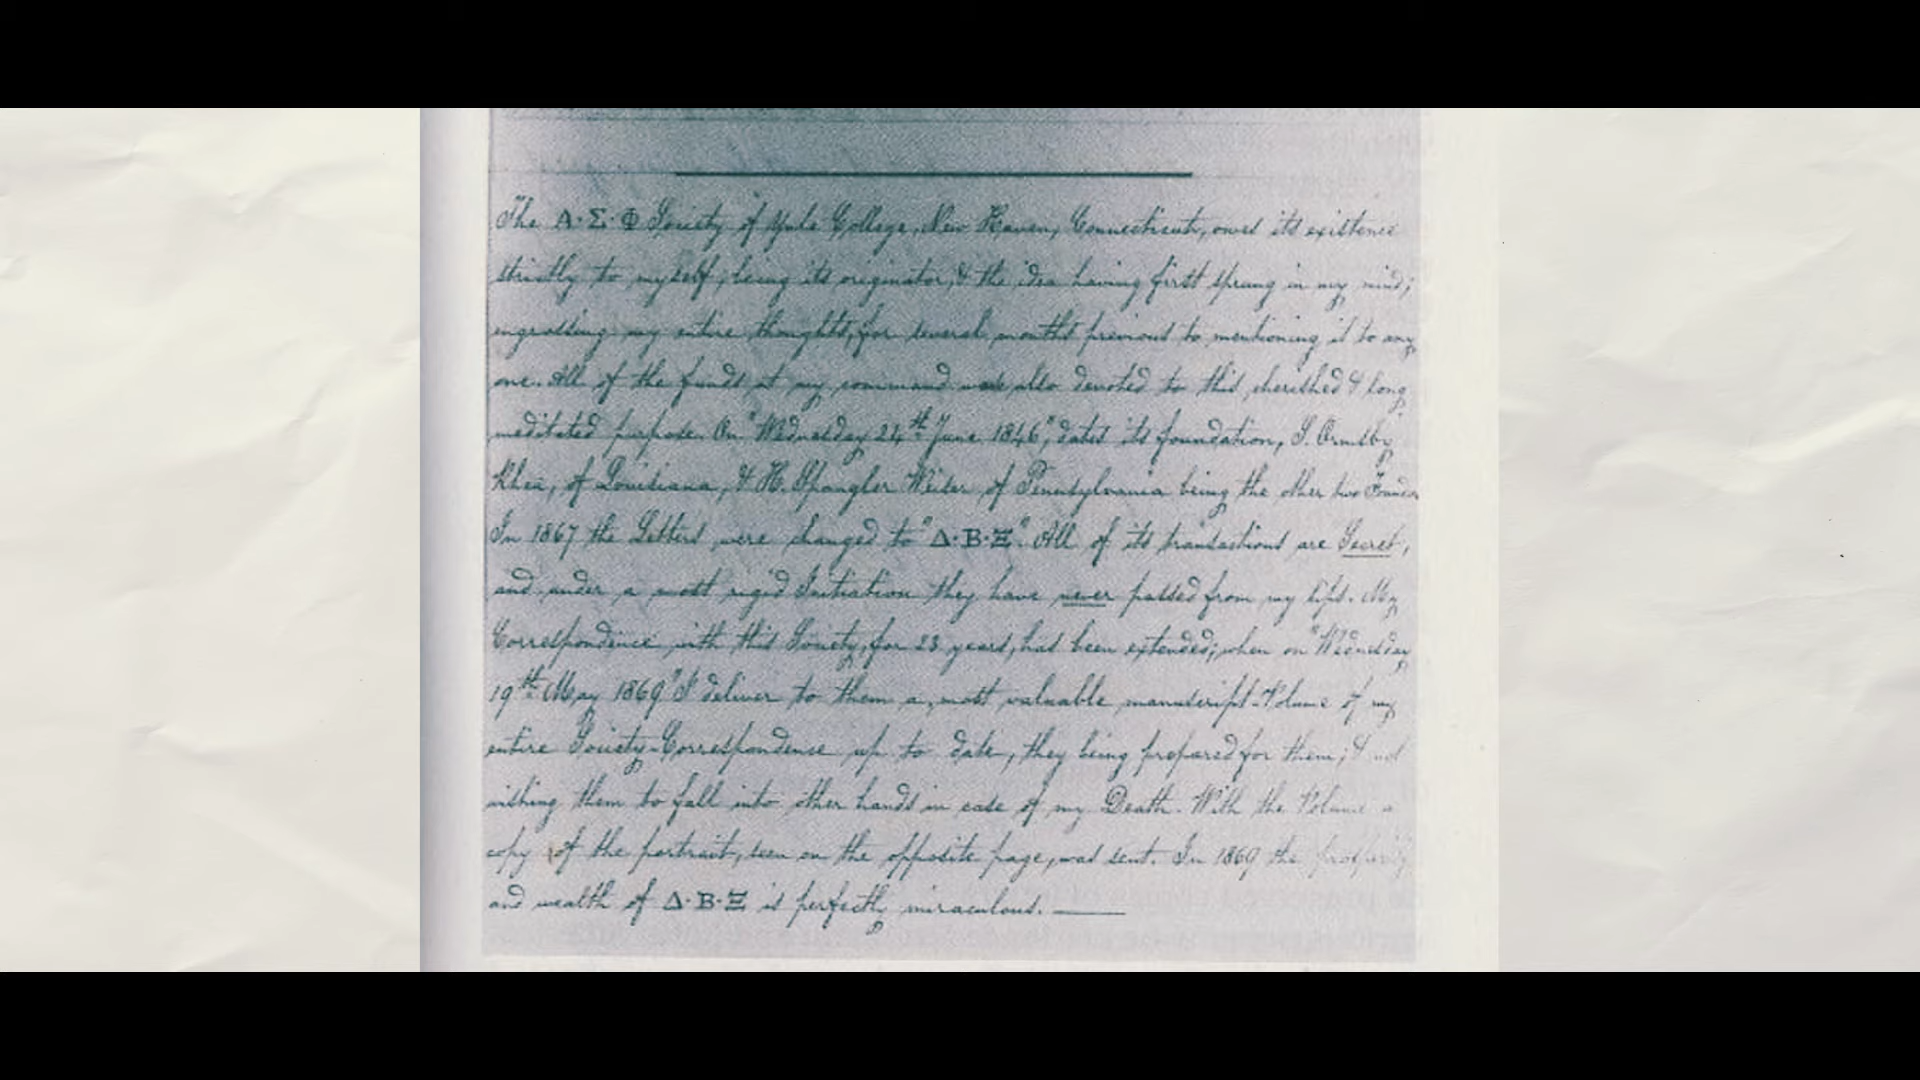 The Α·Σ·Φ Society of Yale College, New Haven, Connecticut, owes its existence
strictly to myself, being its originator, & the idea having first sprung in my mind;
engrossing my entire thoughts, for several months previous to mentioning it to any
one. All of the funds at my command were also devoted to this cherished & long
meditated purpose. On "Wednesday 24th June 1846," dates its foundation, S. Ormsby
Rhea, of Louisiana, & H. Spangler Weiser of Pennsylvania being the other two Founders
In 1867 the Letters were changed to "Δ·Β·Ξ". All of its transactions are Secret,
and under a most rigid Initiation they have never passed from my lips. My
Correspondence with this Society, for 23 years, has been extended; when on "Wednesday
19th May 1869" I deliver to them a most valuable manuscript-Volume of my
entire Society-Correspondence up to date, they being prepared for them; & not
wishing them to fall into other hands in case of my Death. With the Volume a
copy of the portrait, seen on the opposite page, was sent. In 1869 the prosperity
and wealth of Δ·Β·Ξ is perfectly miraculous.